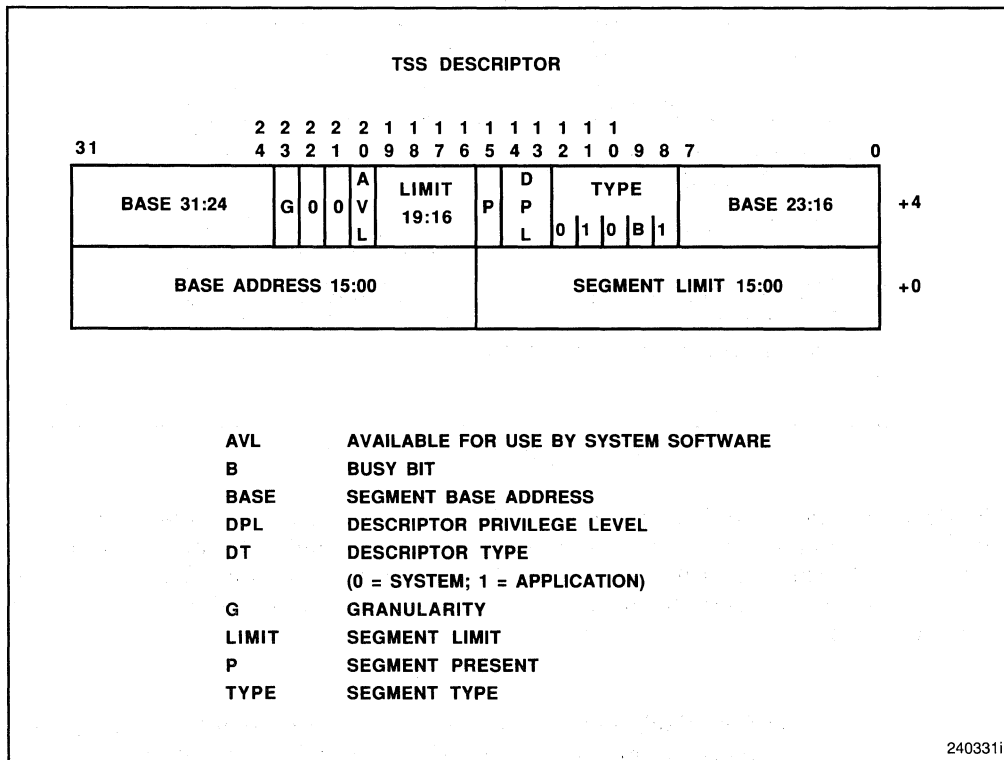 TSS DESCRIPTOR
2 2 2 2 2 1 1 1 1 1 1 1 1 1 1
31 4 3 2 1 0 9 8 7 6 5 4 3 2 1 0 9 8 7 0
BASE 31:24 G 0 0 AVL LIMIT 19:16 P DPL TYPE 0 1 0 B 1 BASE 23:16 +4
BASE ADDRESS 15:00 SEGMENT LIMIT 15:00 +0
AVL AVAILABLE FOR USE BY SYSTEM SOFTWARE
B BUSY BIT
BASE SEGMENT BASE ADDRESS
DPL DESCRIPTOR PRIVILEGE LEVEL
DT DESCRIPTOR TYPE
(0 = SYSTEM; 1 = APPLICATION)
G GRANULARITY
LIMIT SEGMENT LIMIT
P SEGMENT PRESENT
TYPE SEGMENT TYPE
240331i